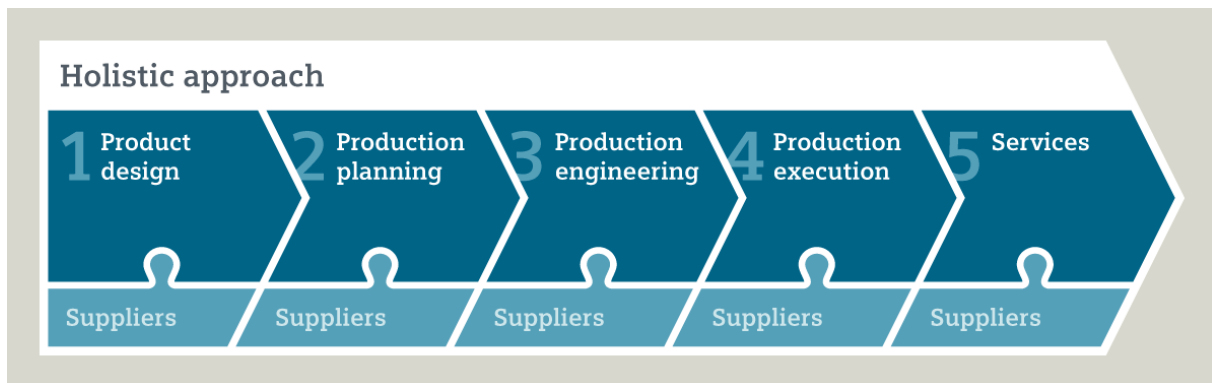 Holistic approach
1 Product
design
2 Production
planning
3 Production
engineering
4 Production
execution
5 Services
Suppliers
Suppliers
Suppliers
Suppliers
Suppliers